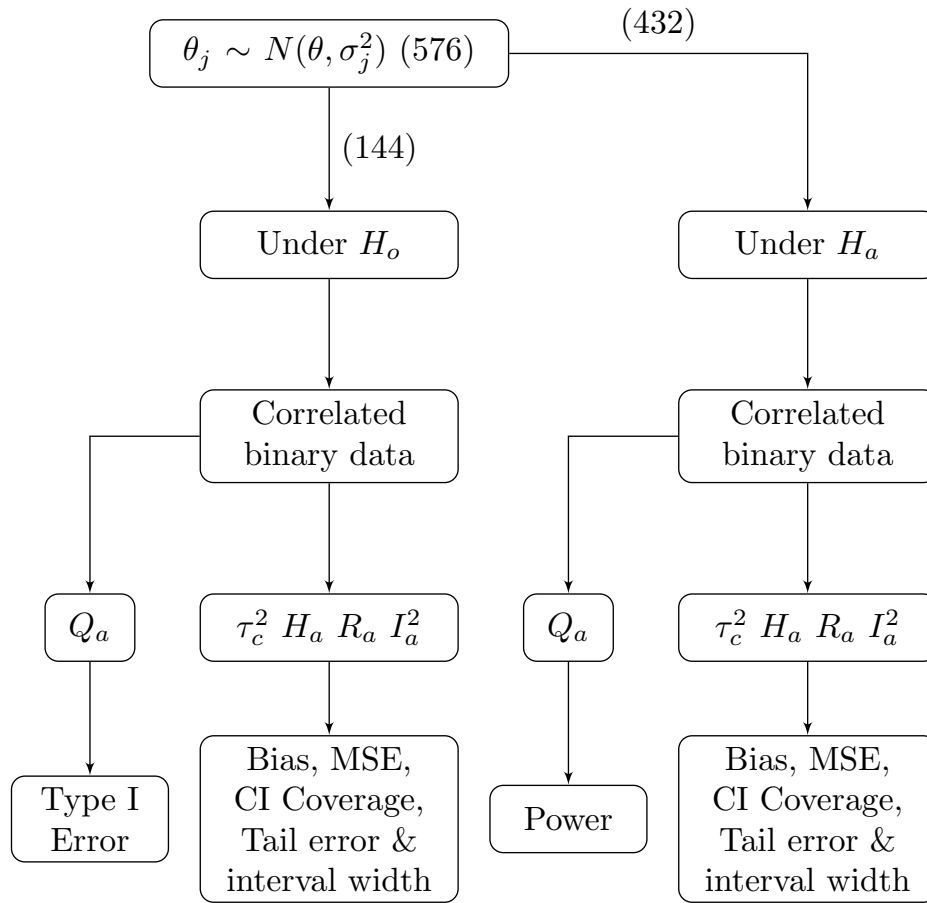 (432)
θ_j ∼ N(θ, σ_j^2) (576)
(144)
Under H_o
Under H_a
Correlated
binary data
Correlated
binary data
Q_a
τ_c^2 H_a R_a I_a^2
Q_a
τ_c^2 H_a R_a I_a^2
Type I
Error
Bias, MSE,
CI Coverage,
Tail error &
interval width
Power
Bias, MSE,
CI Coverage,
Tail error &
interval width